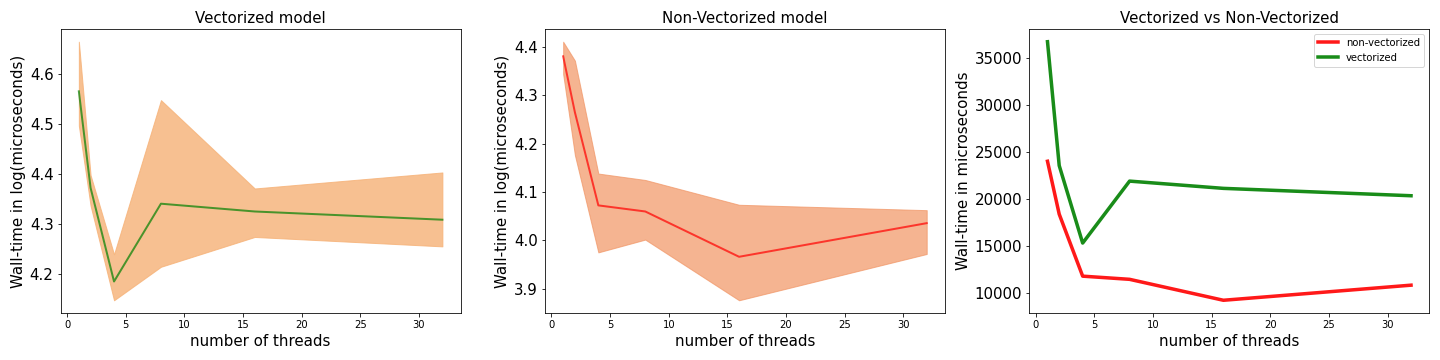 Vectorized model
Wall-time in log(microseconds)
4.6
4.5
4.4
4.3
4.2
0 5 10 15 20 25 30
number of threads
Non-Vectorized model
Wall-time in log(microseconds)
4.4
4.3
4.2
4.1
4.0
3.9
0 5 10 15 20 25 30
number of threads
Vectorized vs Non-Vectorized
non-vectorized
vectorized
Wall-time in microseconds
35000
30000
25000
20000
15000
10000
0 5 10 15 20 25 30
number of threads